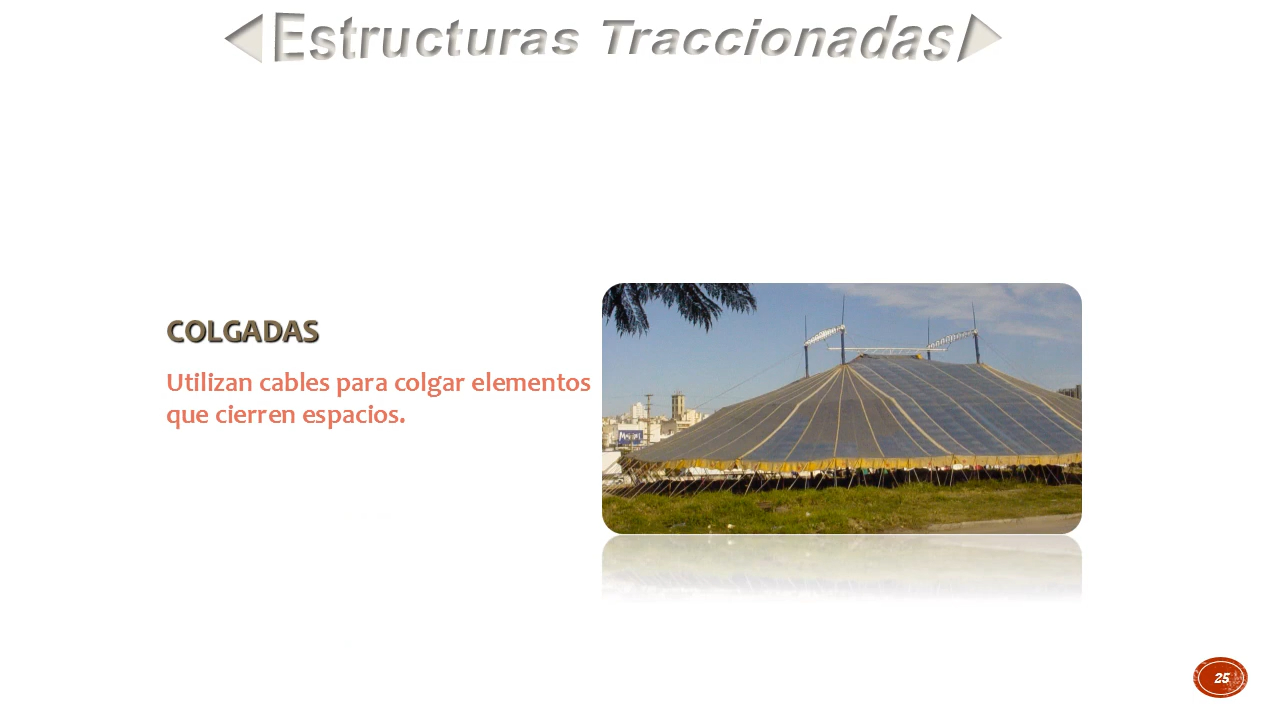 Estructuras Traccionadas
COLGADAS
Utilizan cables para colgar elementos
que cierren espacios.
25